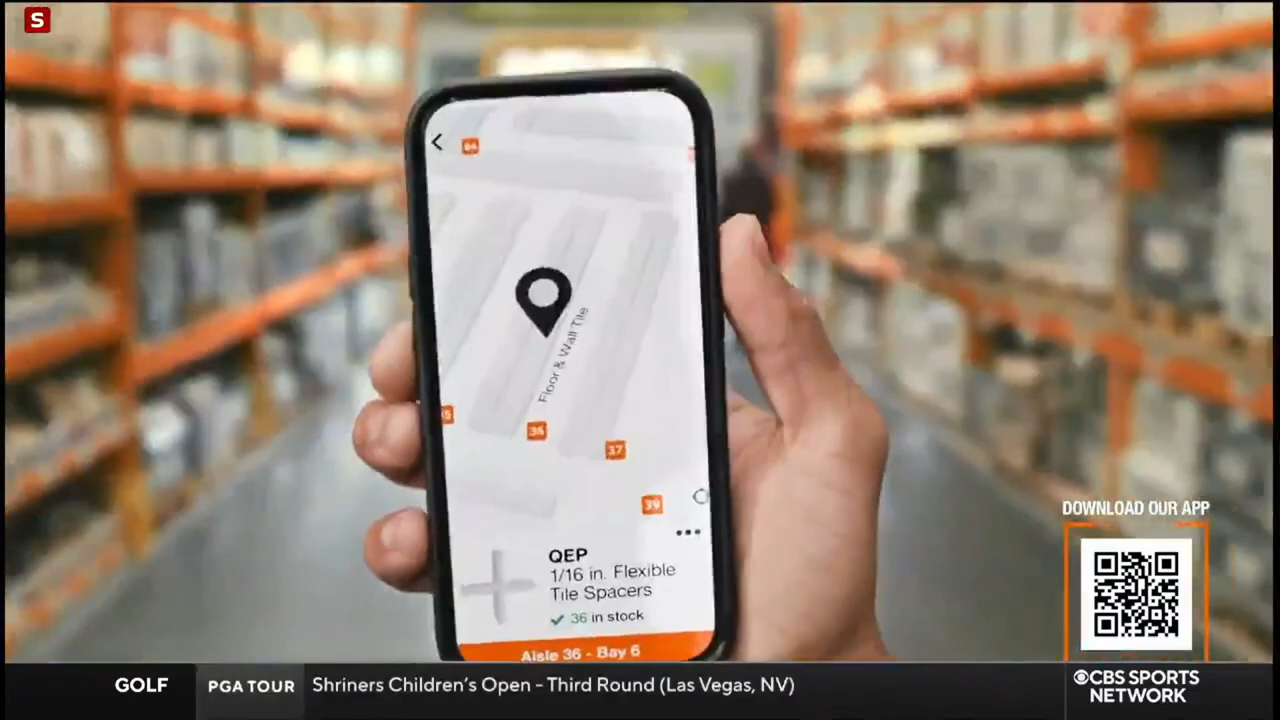 S
64
Floor & Wall Tile
36
37
39
DOWNLOAD OUR APP
QEP
1/16 in. Flexible
Tile Spacers
36 in stock
Aisle 36 - Bay 6
GOLF
PGA TOUR
Shriners Children's Open - Third Round (Las Vegas, NV)
CBS SPORTS
NETWORK